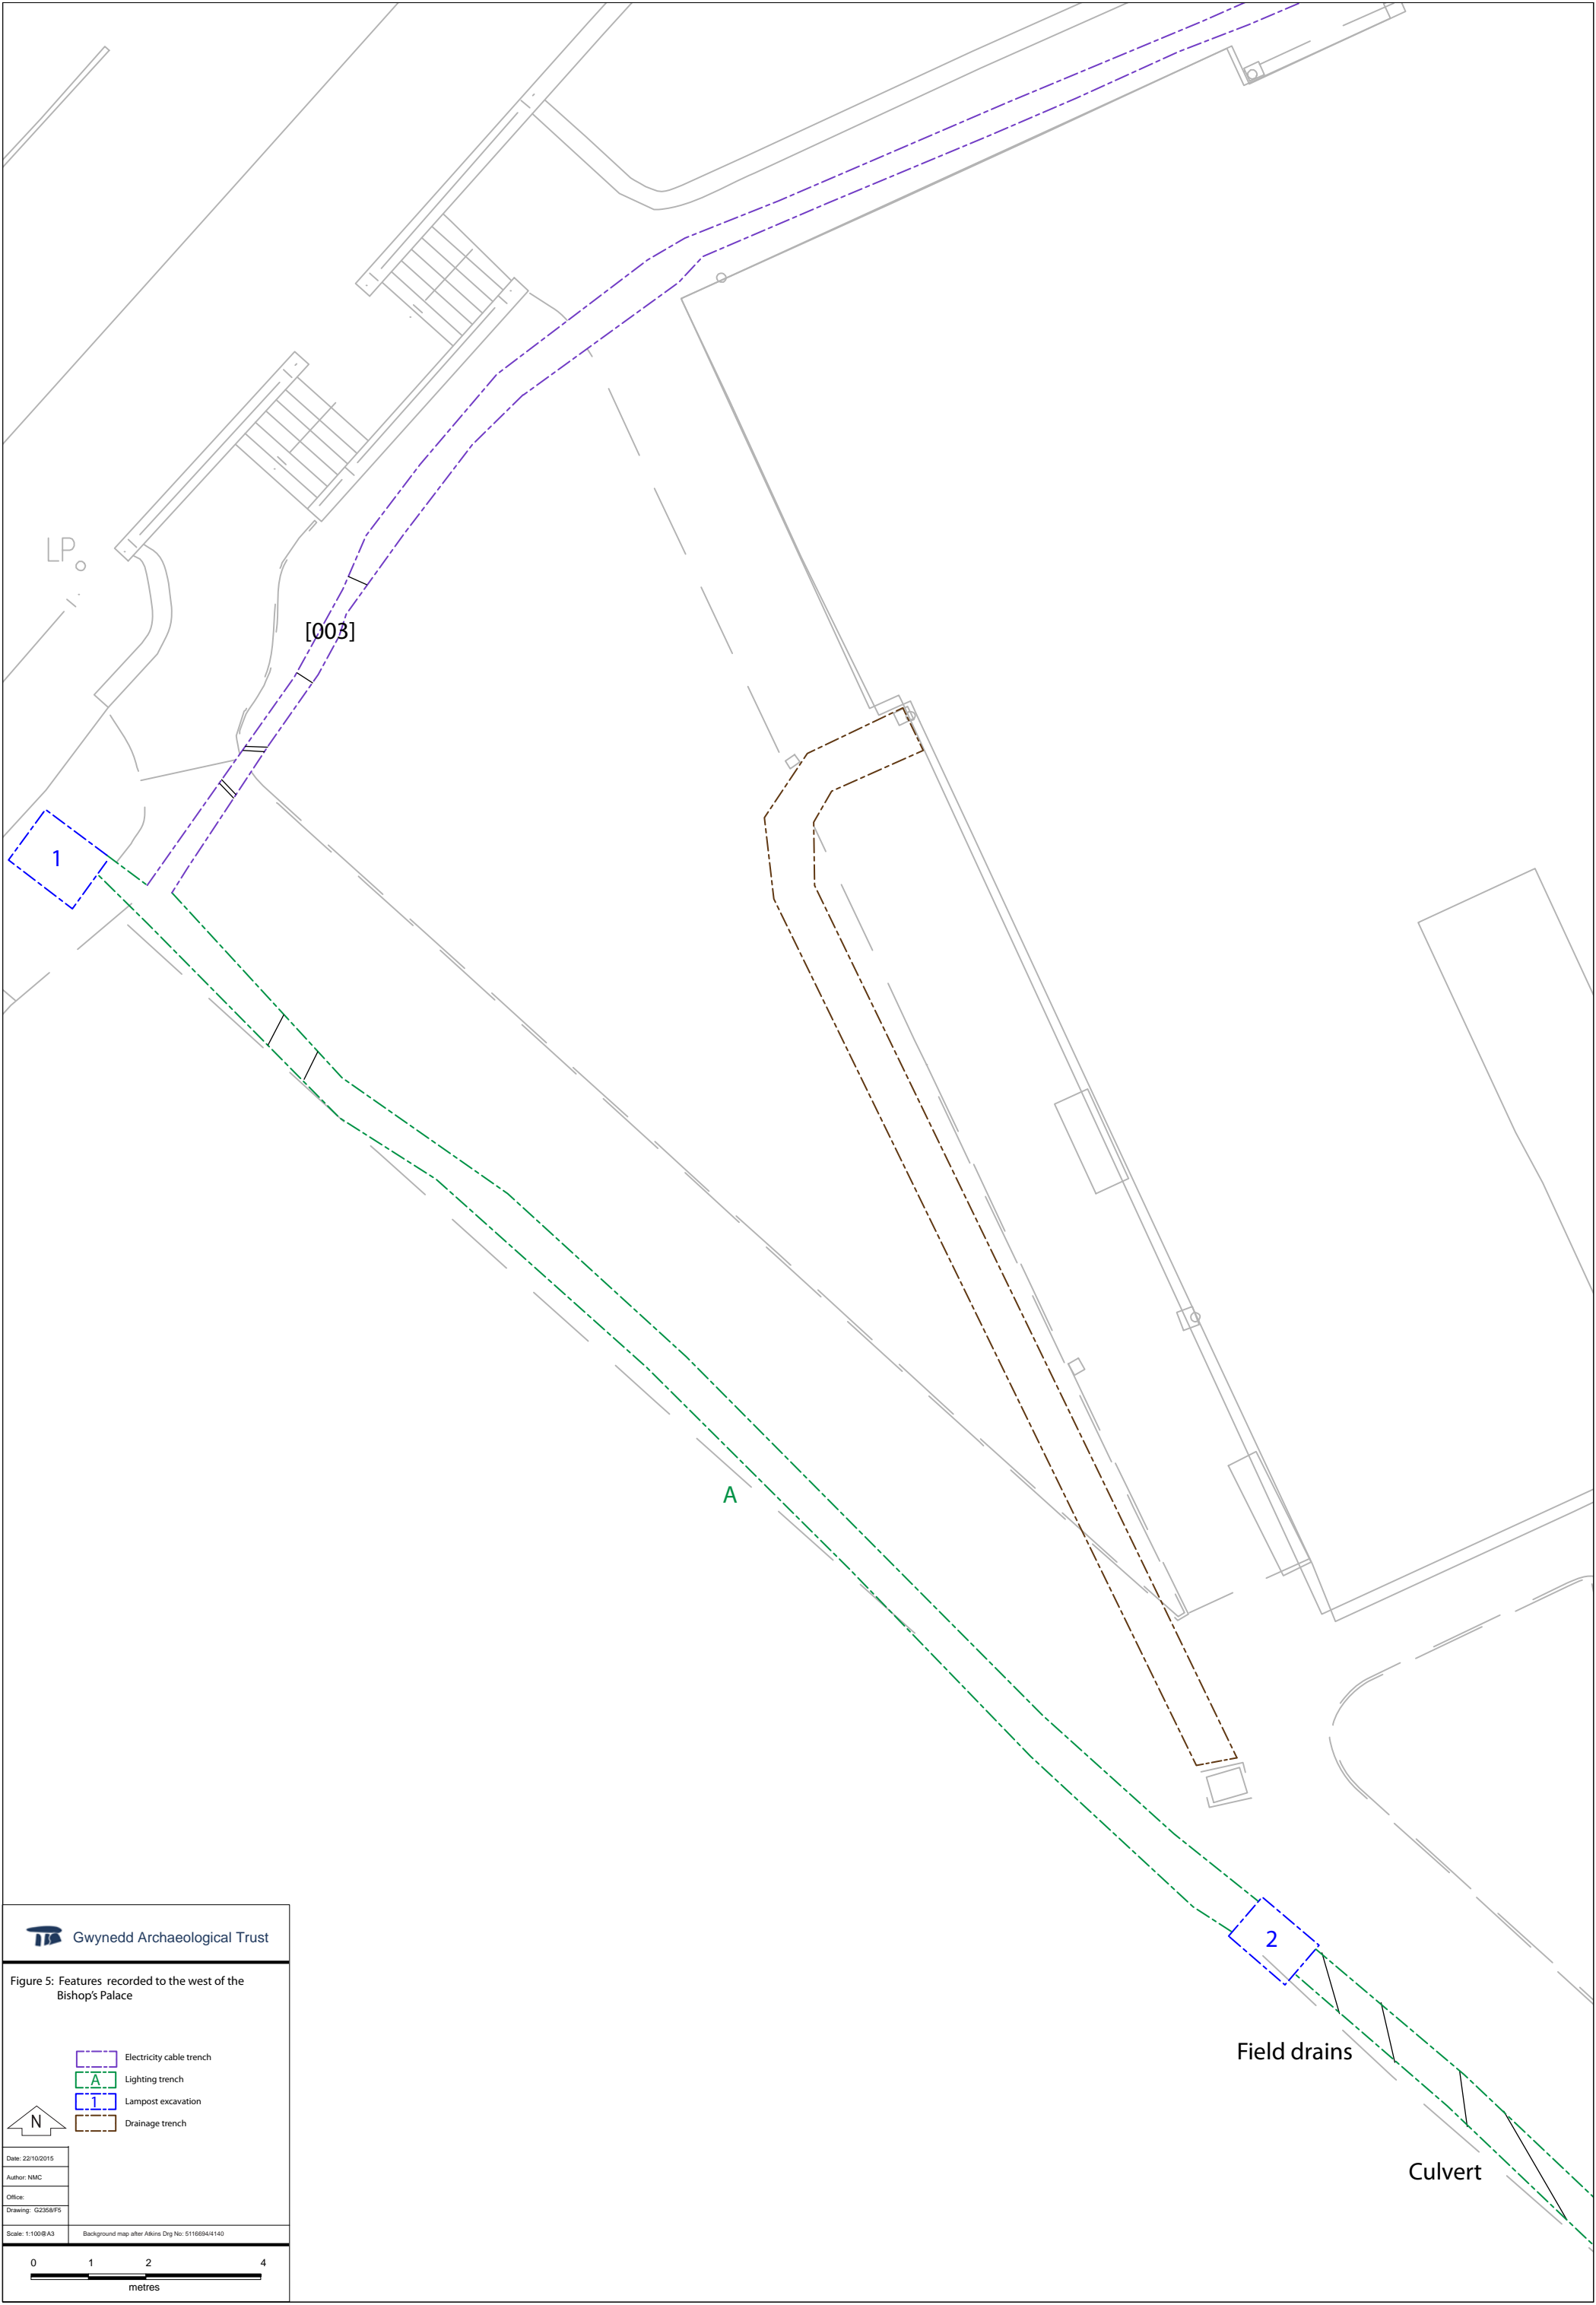 LP
[003]
1
A
2
Field drains
Culvert
Gwynedd Archaeological Trust
Figure 5: Features recorded to the west of the
Bishop's Palace
Electricity cable trench
A Lighting trench
1 Lampost excavation
Drainage trench
N
Date: 22/10/2015
Author: NMC
Office:
Drawing: G2358/F5
Scale: 1:100@A3 Background map after Atkins Drg No: 5116694/4140
0 1 2 4
metres